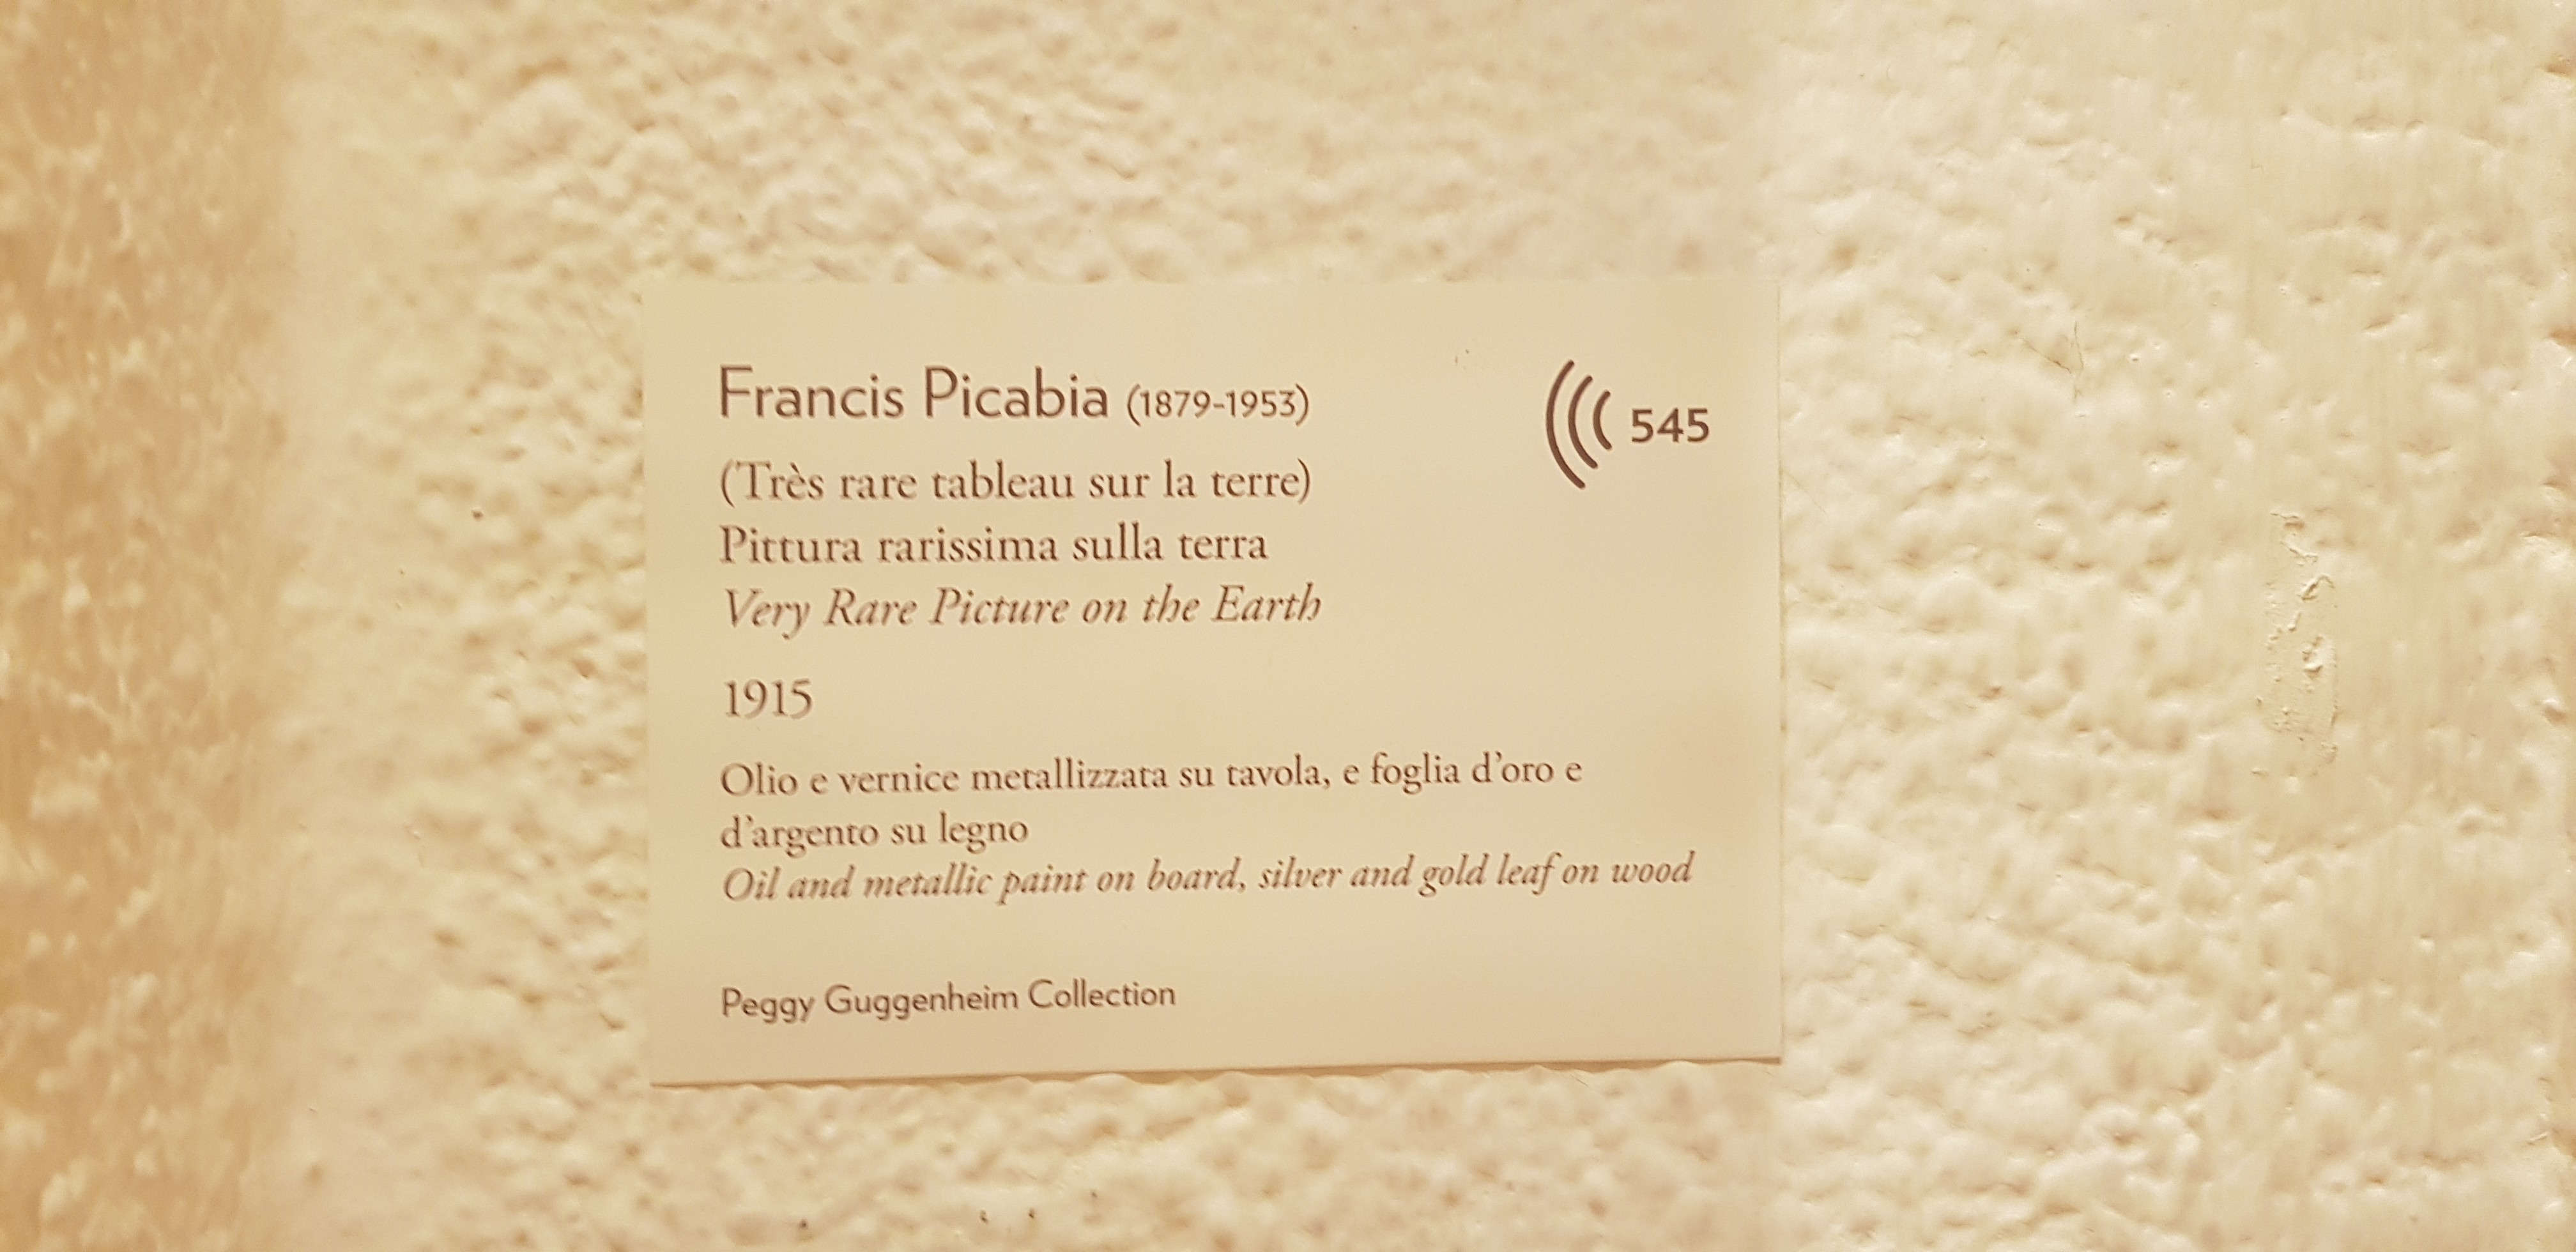 Francis Picabia (1879-1953)
545
(Très rare tableau sur la terre)
Pittura rarissima sulla terra
Very Rare Picture on the Earth
1915
Olio e vernice metallizzata su tavola, e foglia d’oro e
d’argento su legno
Oil and metallic paint on board, silver and gold leaf on wood
Peggy Guggenheim Collection